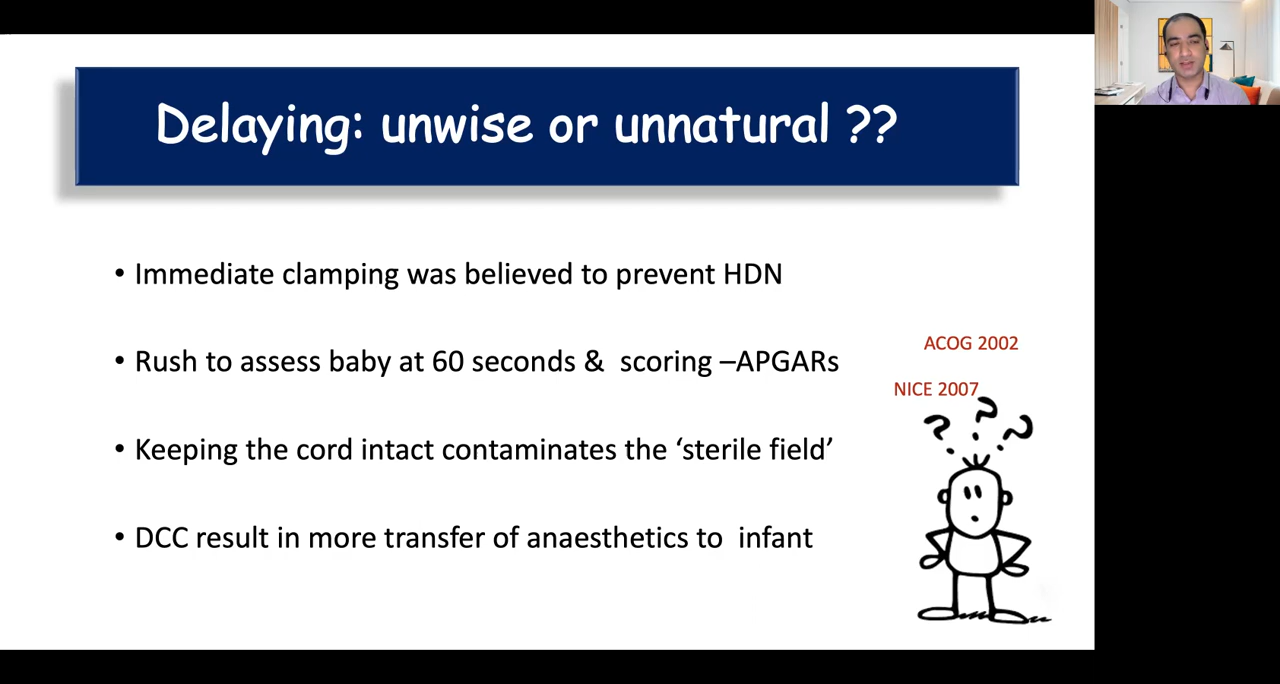 Delaying: unwise or unnatural ??
• Immediate clamping was believed to prevent HDN
• Rush to assess baby at 60 seconds &  scoring –APGARs
• Keeping the cord intact contaminates the ‘sterile field’
• DCC result in more transfer of anaesthetics to  infant
ACOG 2002
NICE 2007
? ? ?